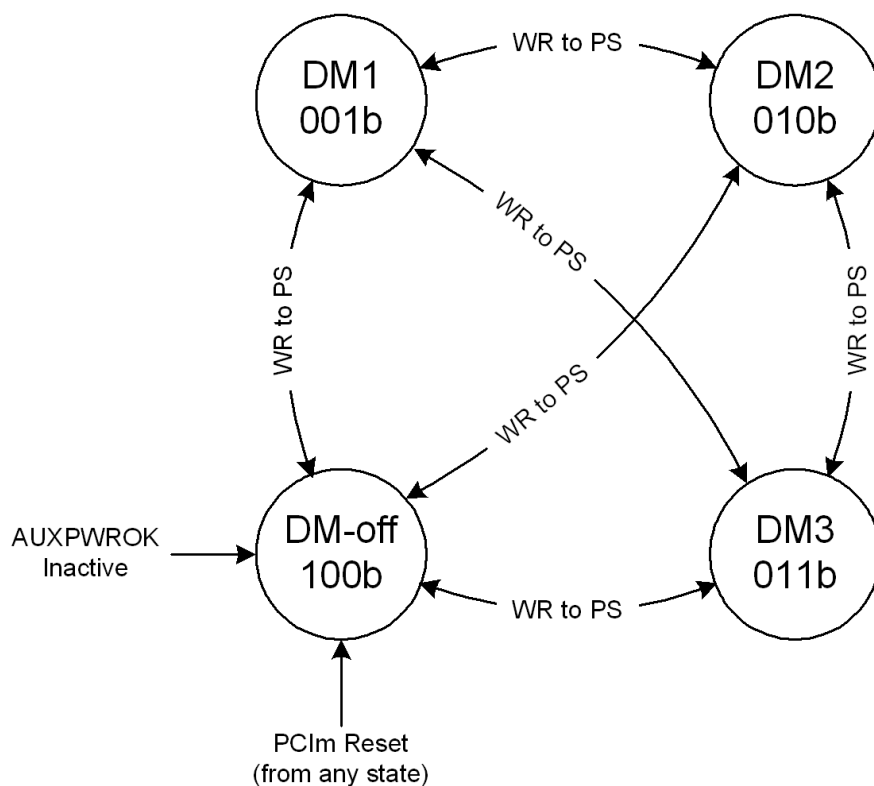 DM1
001b
WR to PS
DM2
010b
WR to PS
WR to PS
WR to PS
WR to PS
AUXPWROK
Inactive
DM-off
100b
WR to PS
DM3
011b
PCIm Reset
(from any state)